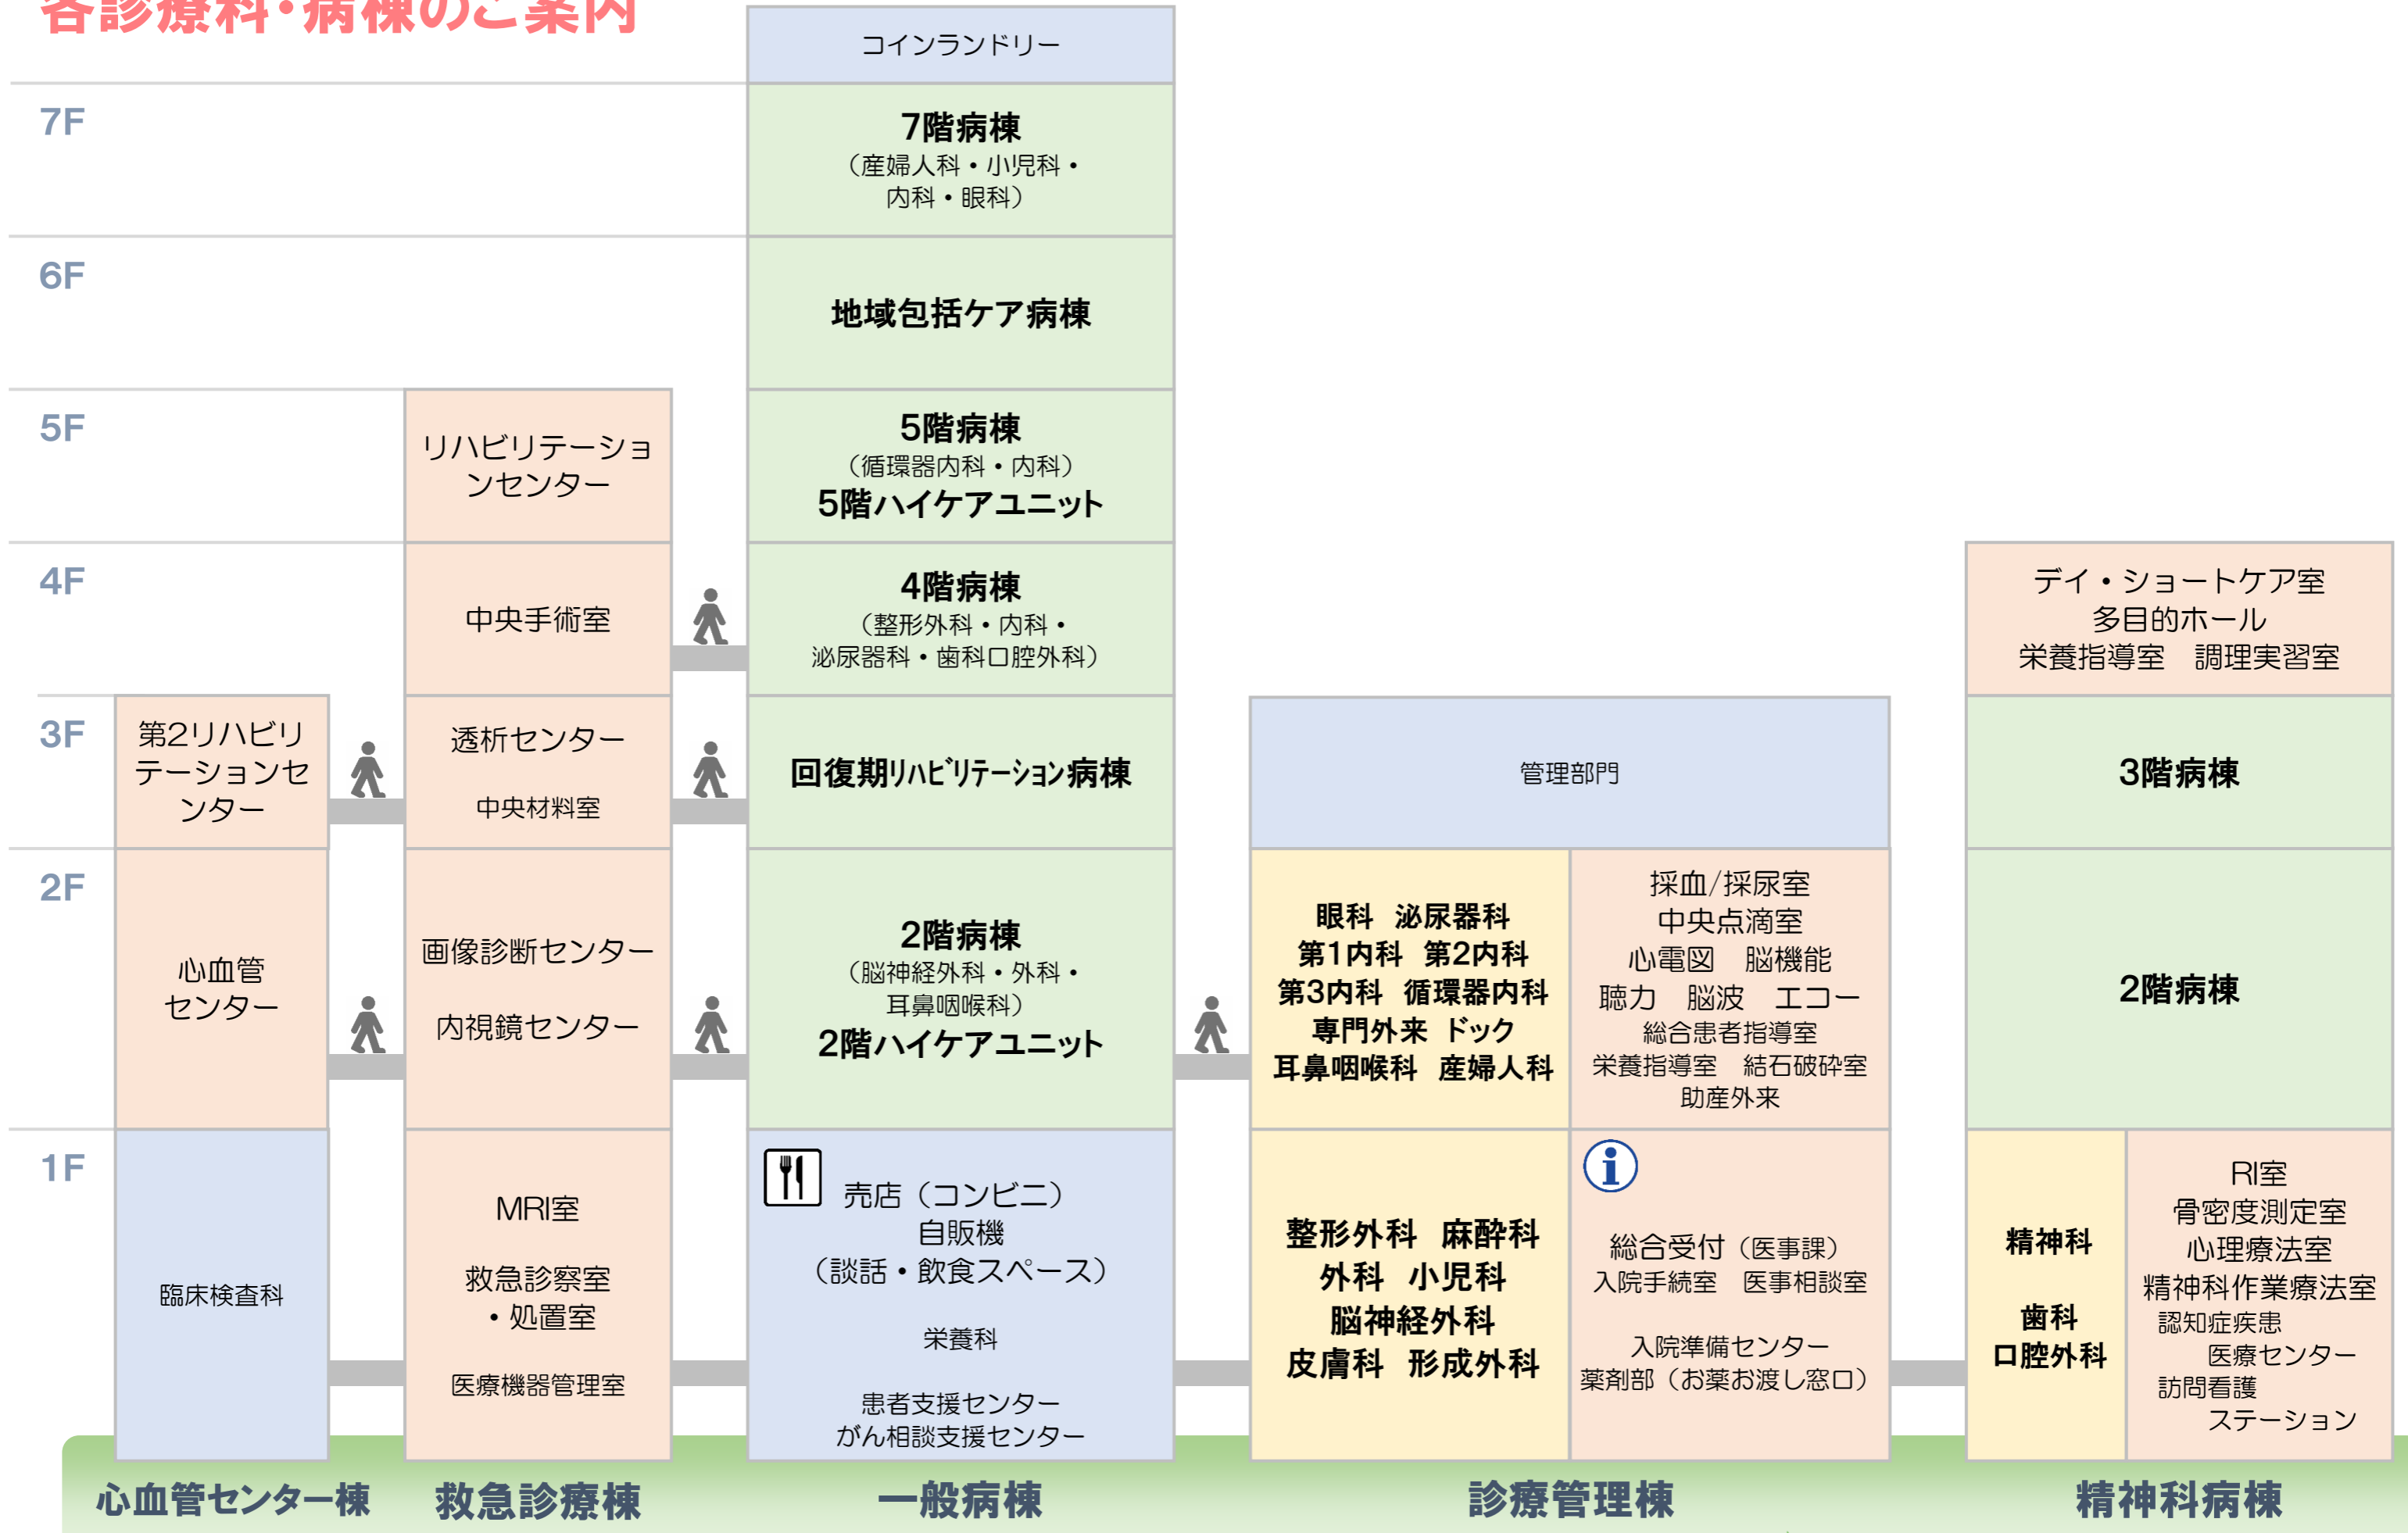 各診療科・病棟のご案内
コインランドリー
7F
7階病棟
（産婦人科・小児科・
内科・眼科）
6F
地域包括ケア病棟
5F
リハビリテーショ
ンセンター
5階病棟
（循環器内科・内科）
5階ハイケアユニット
4F
中央手術室
4階病棟
（整形外科・内科・
泌尿器科・歯科口腔外科）
デイ・ショートケア室
多目的ホール
栄養指導室　調理実習室
3F
第2リハビリ
テーションセ
ンター
透析センター
中央材料室
回復期ﾘﾊﾋﾞﾘﾃｰｼｮﾝ病棟
管理部門
3階病棟
2F
心血管
センター
画像診断センター
内視鏡センター
2階病棟
（脳神経外科・外科・
耳鼻咽喉科）
2階ハイケアユニット
眼科　泌尿器科
第1内科　第2内科
第3内科　循環器内科
専門外来　ドック
耳鼻咽喉科　産婦人科
採血/採尿室
中央点滴室
心電図　脳機能
聴力　脳波　エコー
総合患者指導室
栄養指導室　結石破砕室
助産外来
2階病棟
1F
臨床検査科
MRI室
救急診察室
・処置室
医療機器管理室
売店（コンビニ）
自販機
（談話・飲食スペース）
栄養科
患者支援センター
がん相談支援センター
整形外科　麻酔科
外科　小児科
脳神経外科
皮膚科　形成外科
i
総合受付（医事課）
入院手続室　医事相談室
入院準備センター
薬剤部（お薬お渡し窓口）
精神科
歯科
口腔外科
RI室
骨密度測定室
心理療法室
精神科作業療法室
認知症疾患
医療センター
訪問看護
ステーション
心血管センター棟
救急診療棟
一般病棟
診療管理棟
精神科病棟